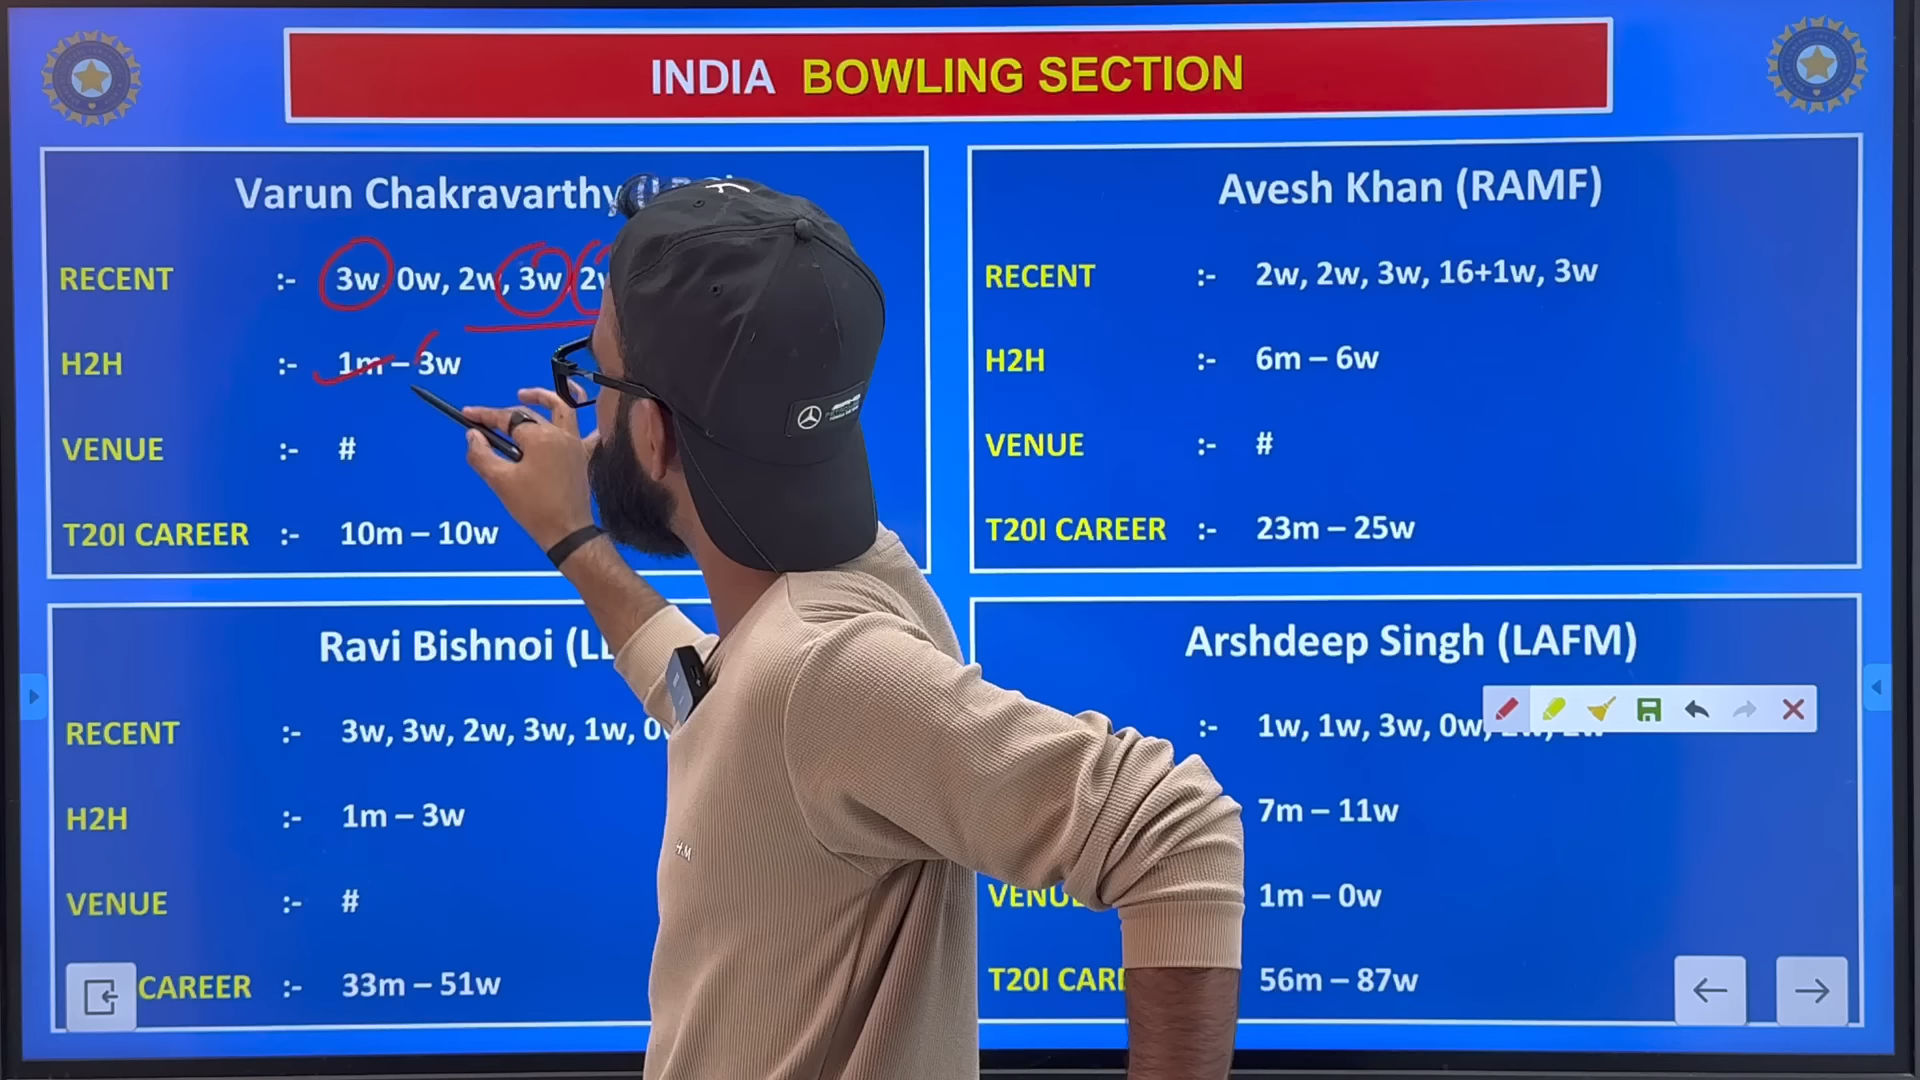 INDIA BOWLING SECTION
Varun Chakravarthy
RECENT :- 3w, 0w, 2w, 3w, 2w
H2H :- 1m – 3w
VENUE :- #
T20I CAREER :- 10m – 10w
Avesh Khan (RAMF)
RECENT :- 2w, 2w, 3w, 16+1w, 3w
H2H :- 6m – 6w
VENUE :- #
T20I CAREER :- 23m – 25w
Ravi Bishnoi
RECENT :- 3w, 3w, 2w, 3w, 1w,
H2H :- 1m – 3w
VENUE :- #
CAREER :- 33m – 51w
Arshdeep Singh (LAFM)
:- 1w, 1w, 3w, 0w,
7m – 11w
VENUE 1m – 0w
T20I 56m – 87w
H.M